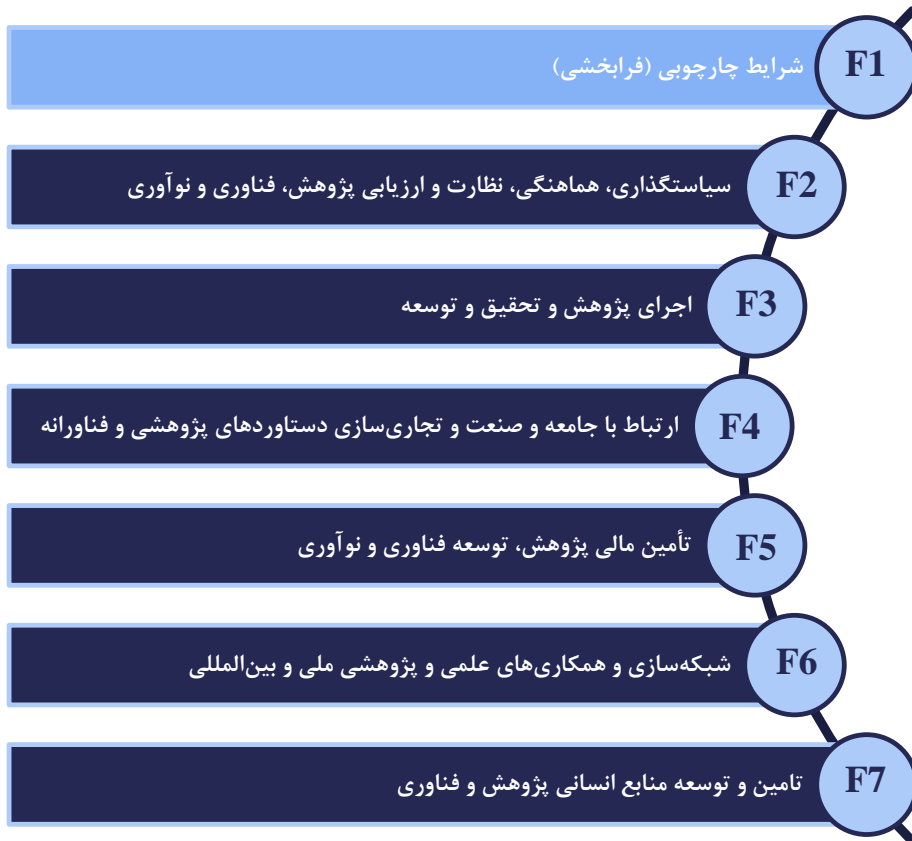 F1 شرایط چارچوبی (فرابخشی)
F2 سیاستگذاری، هماهنگی، نظارت و ارزیابی پژوهش، فناوری و نوآوری
F3 اجرای پژوهش و تحقیق و توسعه
F4 ارتباط با جامعه و صنعت و تجاری‌سازی دستاوردهای پژوهشی و فناورانه
F5 تأمین مالی پژوهش، توسعه فناوری و نوآوری
F6 شبکه‌سازی و همکاری‌های علمی و پژوهشی ملی و بین‌المللی
F7 تامین و توسعه منابع انسانی پژوهش و فناوری